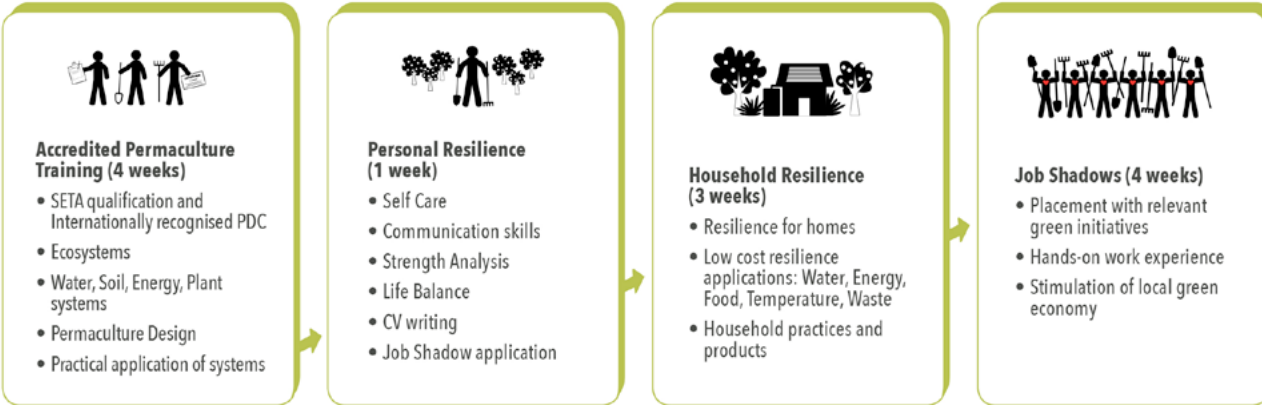 Accredited Permaculture
Training (4 weeks)
• SETA qualification and
Internationally recognised PDC
• Ecosystems
• Water, Soil, Energy, Plant
systems
• Permaculture Design
• Practical application of systems
Personal Resilience
(1 week)
• Self Care
• Communication skills
• Strength Analysis
• Life Balance
• CV writing
• Job Shadow application
Household Resilience
(3 weeks)
• Resilience for homes
• Low cost resilience
applications: Water, Energy,
Food, Temperature, Waste
• Household practices and
products
Job Shadows (4 weeks)
• Placement with relevant
green initiatives
• Hands-on work experience
• Stimulation of local green
economy